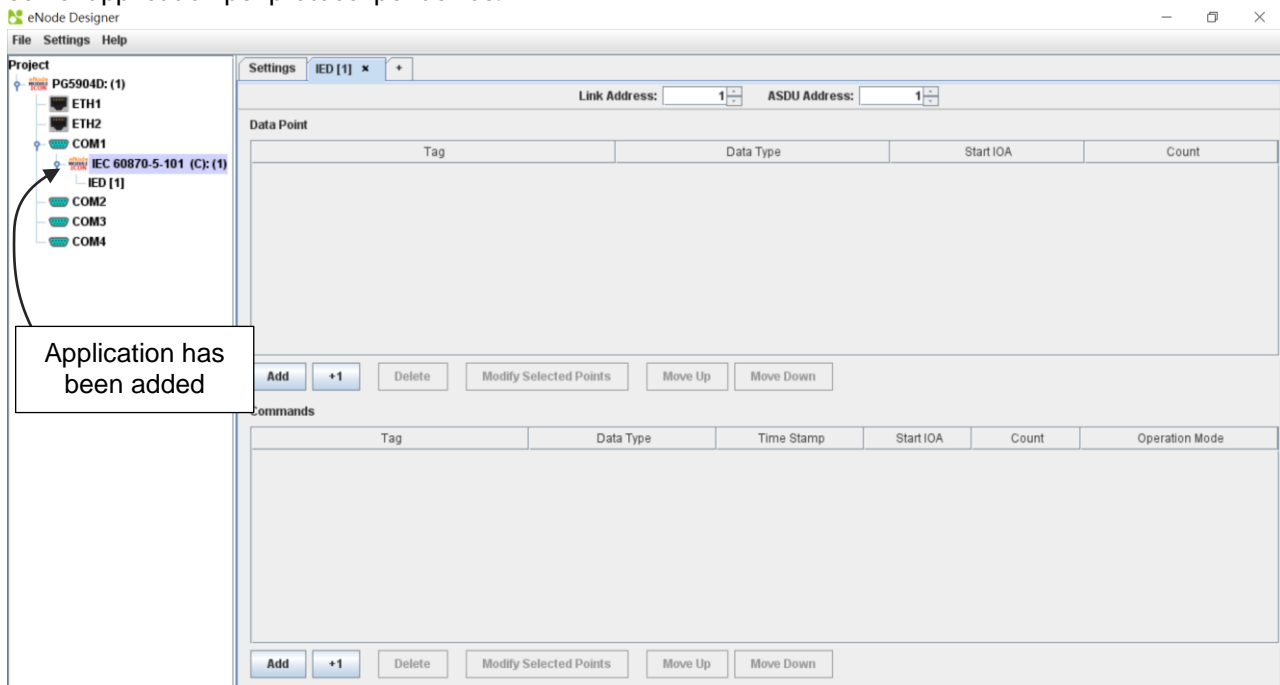 eNode Designer
File Settings Help
Project
PG5904D: (1)
ETH1
ETH2
COM1
IEC 60870-5-101 (C): (1)
IED [1]
COM2
COM3
COM4
Application has
been added
Settings IED [1] × +
Link Address: 1 ASDU Address: 1
Data Point
Tag Data Type Start IOA Count
Add +1 Delete Modify Selected Points Move Up Move Down
Commands
Tag Data Type Time Stamp Start IOA Count Operation Mode
Add +1 Delete Modify Selected Points Move Up Move Down